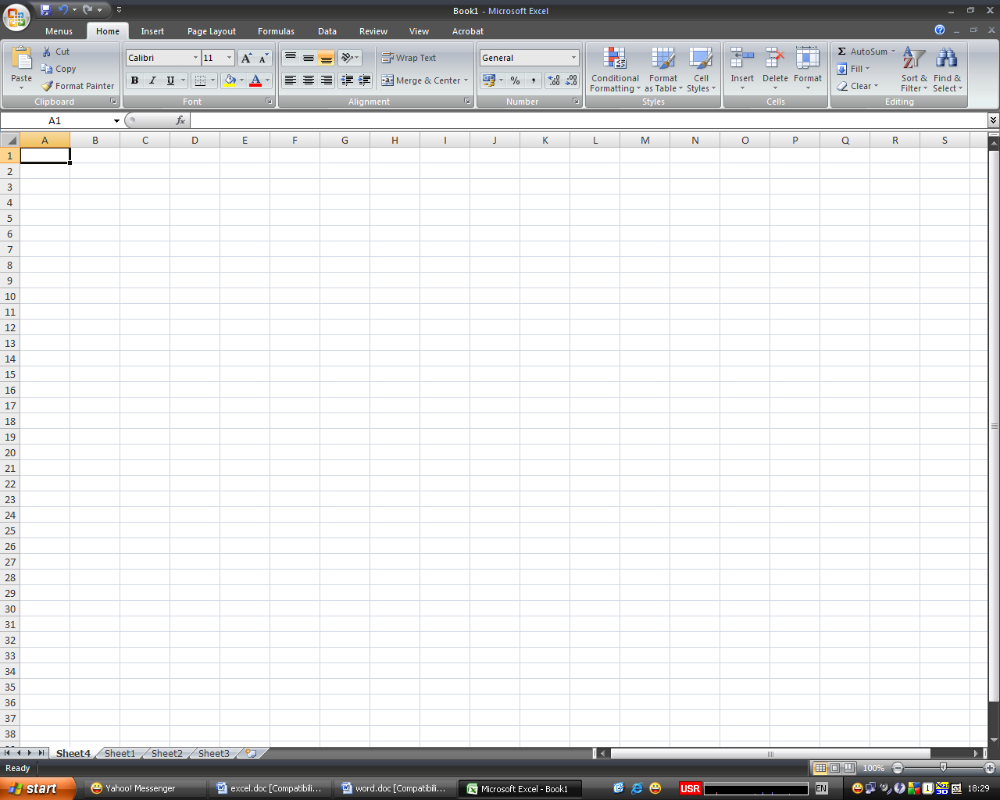 Book1 - Microsoft Excel
Menus Home Insert Page Layout Formulas Data Review View Acrobat
Paste Cut Copy Format Painter Clipboard
Calibri 11 B I U A Font
Wrap Text Merge & Center Alignment
General % , Number
Conditional Formatting Format as Table Cell Styles Styles
Insert Delete Format Cells
Σ AutoSum Fill Clear Sort & Filter Find & Select Editing
A1 fx
A B C D E F G H I J K L M N O P Q R S
1
2
3
4
5
6
7
8
9
10
11
12
13
14
15
16
17
18
19
20
21
22
23
24
25
26
27
28
29
30
31
32
33
34
35
36
37
38
Sheet4 Sheet1 Sheet2 Sheet3
Ready 100%
start Yahoo! Messenger excel.doc [Compatibili... word.doc [Compatibili... Microsoft Excel - Book1 USR EN 18:29